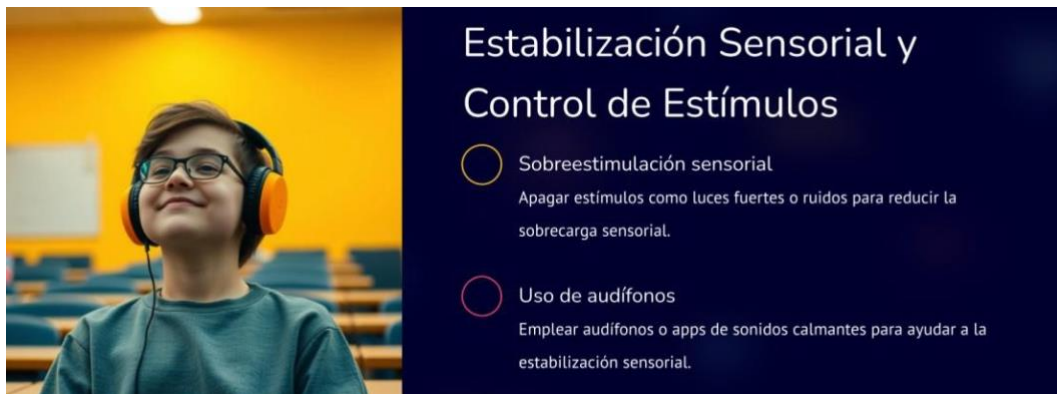 Estabilización Sensorial y
Control de Estímulos
Sobreestimulación sensorial
Apagar estímulos como luces fuertes o ruidos para reducir la
sobrecarga sensorial.
Uso de audífonos
Emplear audífonos o apps de sonidos calmantes para ayudar a la
estabilización sensorial.